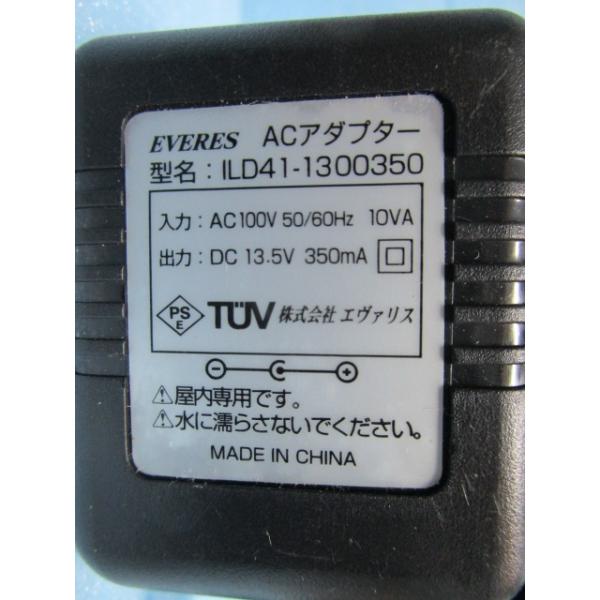 EVERES ACアダプター
型名：ILD41-1300350
入力：AC100V 50/60Hz 10VA
出力：DC 13.5V 350mA
PS
E
TÜV 株式会社 エヴァリス
⚠屋内専用です。
⚠水に濡らさないでください。
MADE IN CHINA